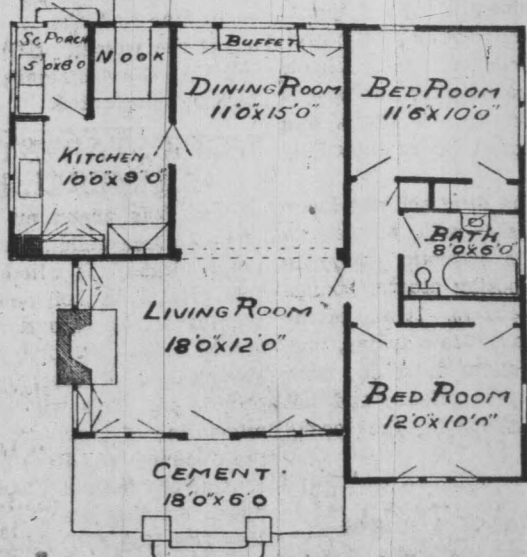 Sc. PORCH
5'0x8'0
NOOK
BUFFET
DINING ROOM
11'0"x15'0"
BED ROOM
11'6x10'0"
KITCHEN
10'0"x9'0"
BATH
8'0x6'0
LIVING ROOM
18'0"x12'0"
BED ROOM
12'0x10'0"
CEMENT
18'0"x6'0